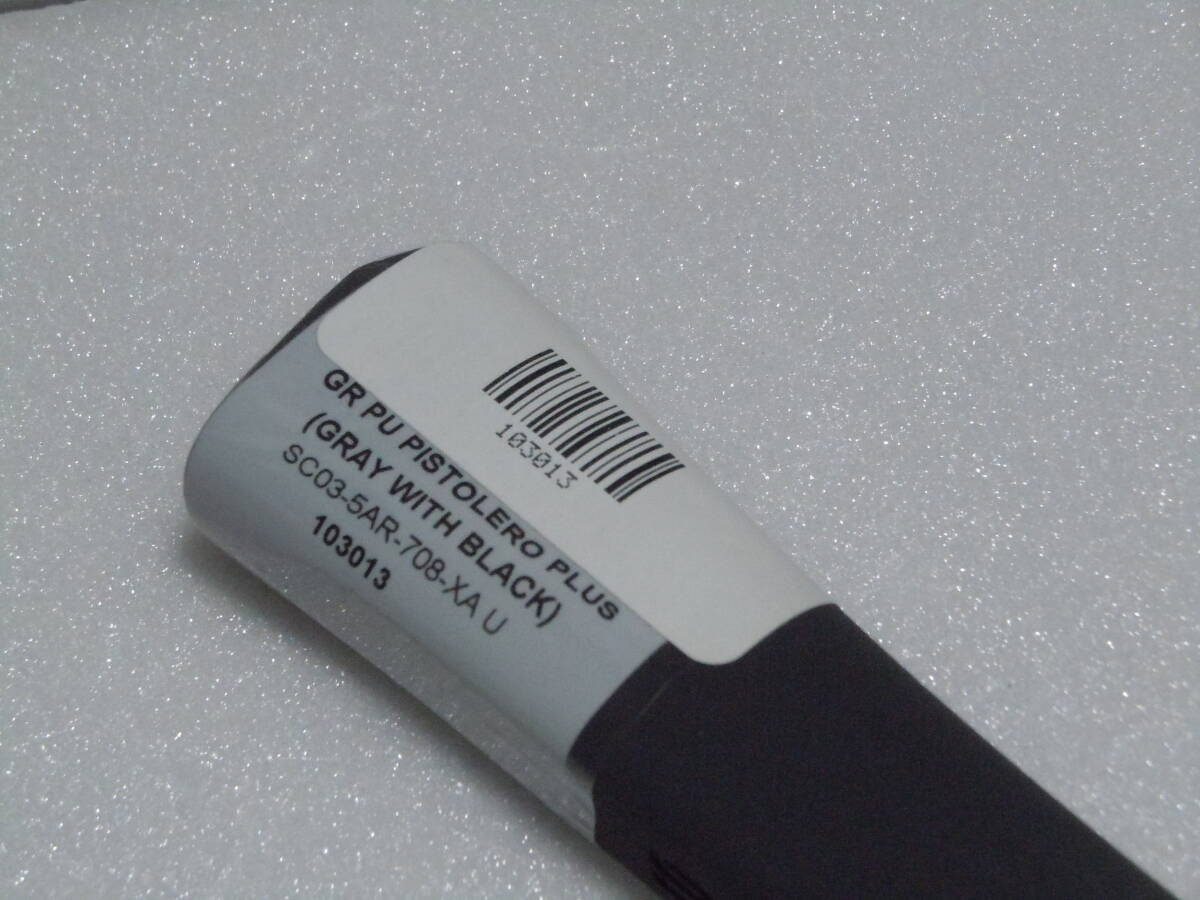 103013
GR PU PISTOLERO PLUS
(GRAY WITH BLACK)
SC03-5AR-708-XA U
103013